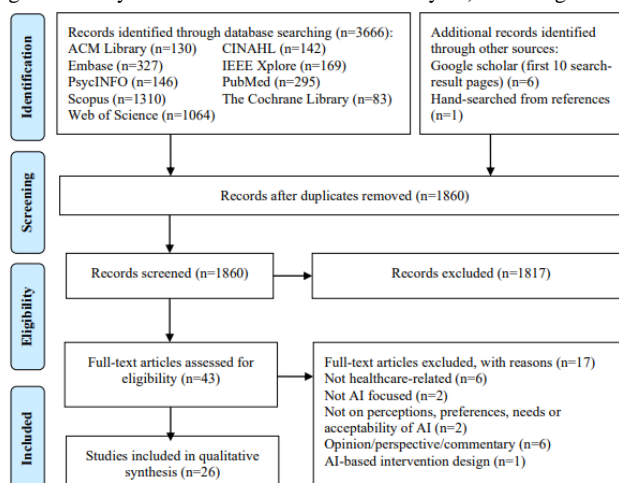 Identification
Records identified through database searching (n=3666):
ACM Library (n=130) CINAHL (n=142)
Embase (n=327) IEEE Xplore (n=169)
PsycINFO (n=146) PubMed (n=295)
Scopus (n=1310) The Cochrane Library (n=83)
Web of Science (n=1064)
Additional records identified
through other sources:
Google scholar (first 10 search-
result pages) (n=6)
Hand-searched from references
(n=1)
Screening
Records after duplicates removed (n=1860)
Records screened (n=1860)
Records excluded (n=1817)
Eligibility
Full-text articles assessed for
eligibility (n=43)
Full-text articles excluded, with reasons (n=17)
Not healthcare-related (n=6)
Not AI focused (n=2)
Not on perceptions, preferences, needs or
acceptability of AI (n=2)
Opinion/perspective/commentary (n=6)
AI-based intervention design (n=1)
Included
Studies included in qualitative
synthesis (n=26)